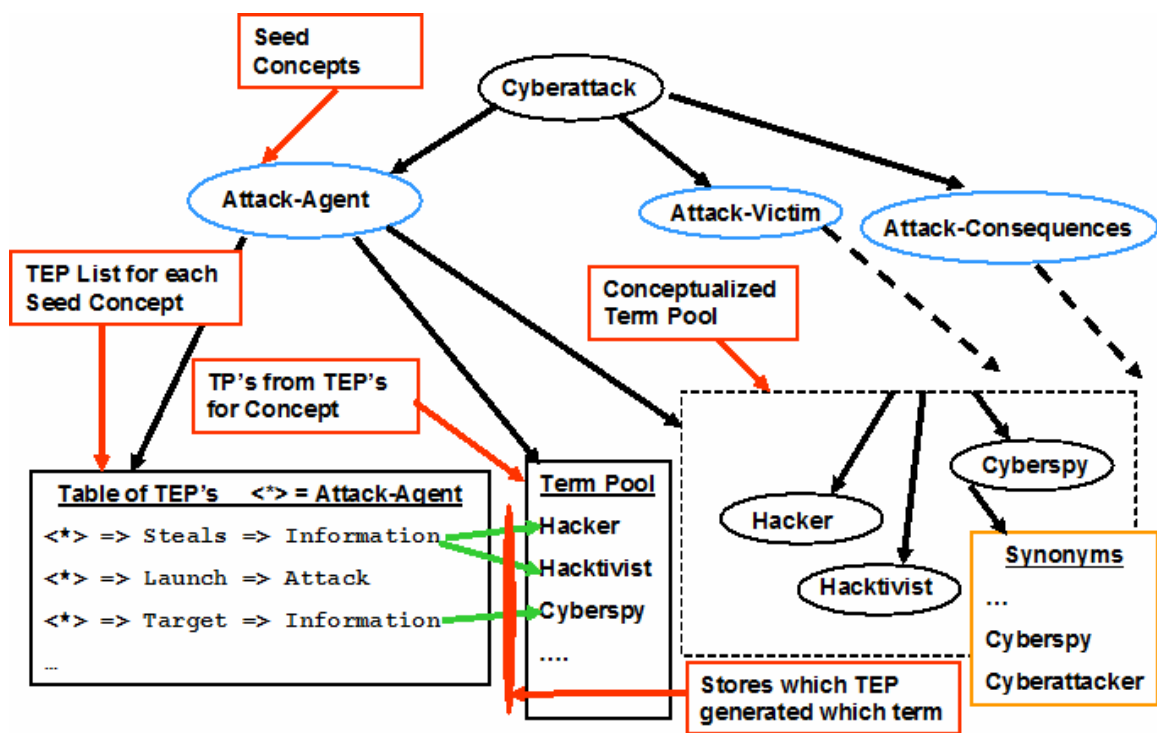 Seed
Concepts
Cyberattack
Attack-Agent
Attack-Victim
Attack-Consequences
TEP List for each
Seed Concept
Conceptualized
Term Pool
TP's from TEP's
for Concept
Table of TEP's <*> = Attack-Agent
<*> => Steals => Information
<*> => Launch => Attack
<*> => Target => Information
…
Term Pool
Hacker
Hacktivist
Cyberspy
....
Hacker
Hacktivist
Cyberspy
Synonyms
...
Cyberspy
Cyberattacker
Stores which TEP
generated which term